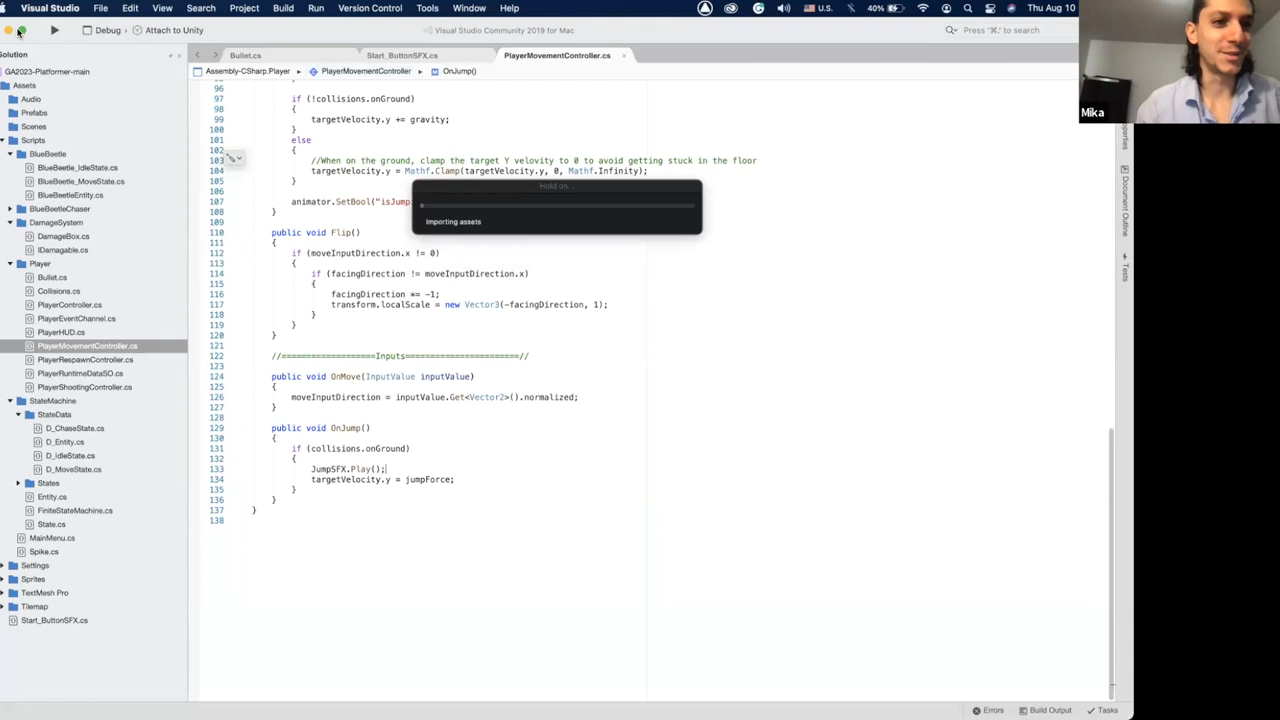 Visual Studio File Edit View Search Project Build Run Version Control Tools Window Help U.S. 40% Thu Aug 10
Debug Attach to Unity Visual Studio Community 2019 for Mac Press '⌘.' to search
Solution
Bullet.cs Start_ButtonSFX.cs PlayerMovementController.cs
Assembly-CSharp.Player PlayerMovementController OnJump()
GA2023-Platformer-main
Assets
Audio
Prefabs
Scenes
Scripts
BlueBeetle
BlueBeetle_IdleState.cs
BlueBeetle_MoveState.cs
BlueBeetleEntity.cs
BlueBeetleChaser
DamageSystem
DamageBox.cs
IDamagable.cs
Player
Bullet.cs
Collisions.cs
PlayerController.cs
PlayerEventChannel.cs
PlayerHUD.cs
PlayerMovementController.cs
PlayerRespawnController.cs
PlayerRuntimeDataSO.cs
PlayerShootingController.cs
StateMachine
StateData
D_ChaseState.cs
D_Entity.cs
D_IdleState.cs
D_MoveState.cs
States
Entity.cs
FiniteStateMachine.cs
State.cs
MainMenu.cs
Spike.cs
Settings
Sprites
TextMesh Pro
Tilemap
Start_ButtonSFX.cs
96
97 if (!collisions.onGround)
98 {
99 targetVelocity.y += gravity;
100 }
101 else
102 {
103 //When on the ground, clamp the target Y velovity to 0 to avoid getting stuck in the floor
104 targetVelocity.y = Mathf.Clamp(targetVelocity.y, 0, Mathf.Infinity);
105 }
106
107 animator.SetBool("isJump
108 }
109
110 public void Flip()
111 {
112 if (moveInputDirection.x != 0)
113 {
114 if (facingDirection != moveInputDirection.x)
115 {
116 facingDirection *= -1;
117 transform.localScale = new Vector3(-facingDirection, 1);
118 }
119 }
120 }
121
122 //===================Inputs=======================//
123
124 public void OnMove(InputValue inputValue)
125 {
126 moveInputDirection = inputValue.Get<Vector2>().normalized;
127 }
128
129 public void OnJump()
130 {
131 if (collisions.onGround)
132 {
133 JumpSFX.Play();
134 targetVelocity.y = jumpForce;
135 }
136 }
137 }
138
Hold on...
Importing assets
Mika
Properties
Document Outline
Tests
Errors Build Output Tasks